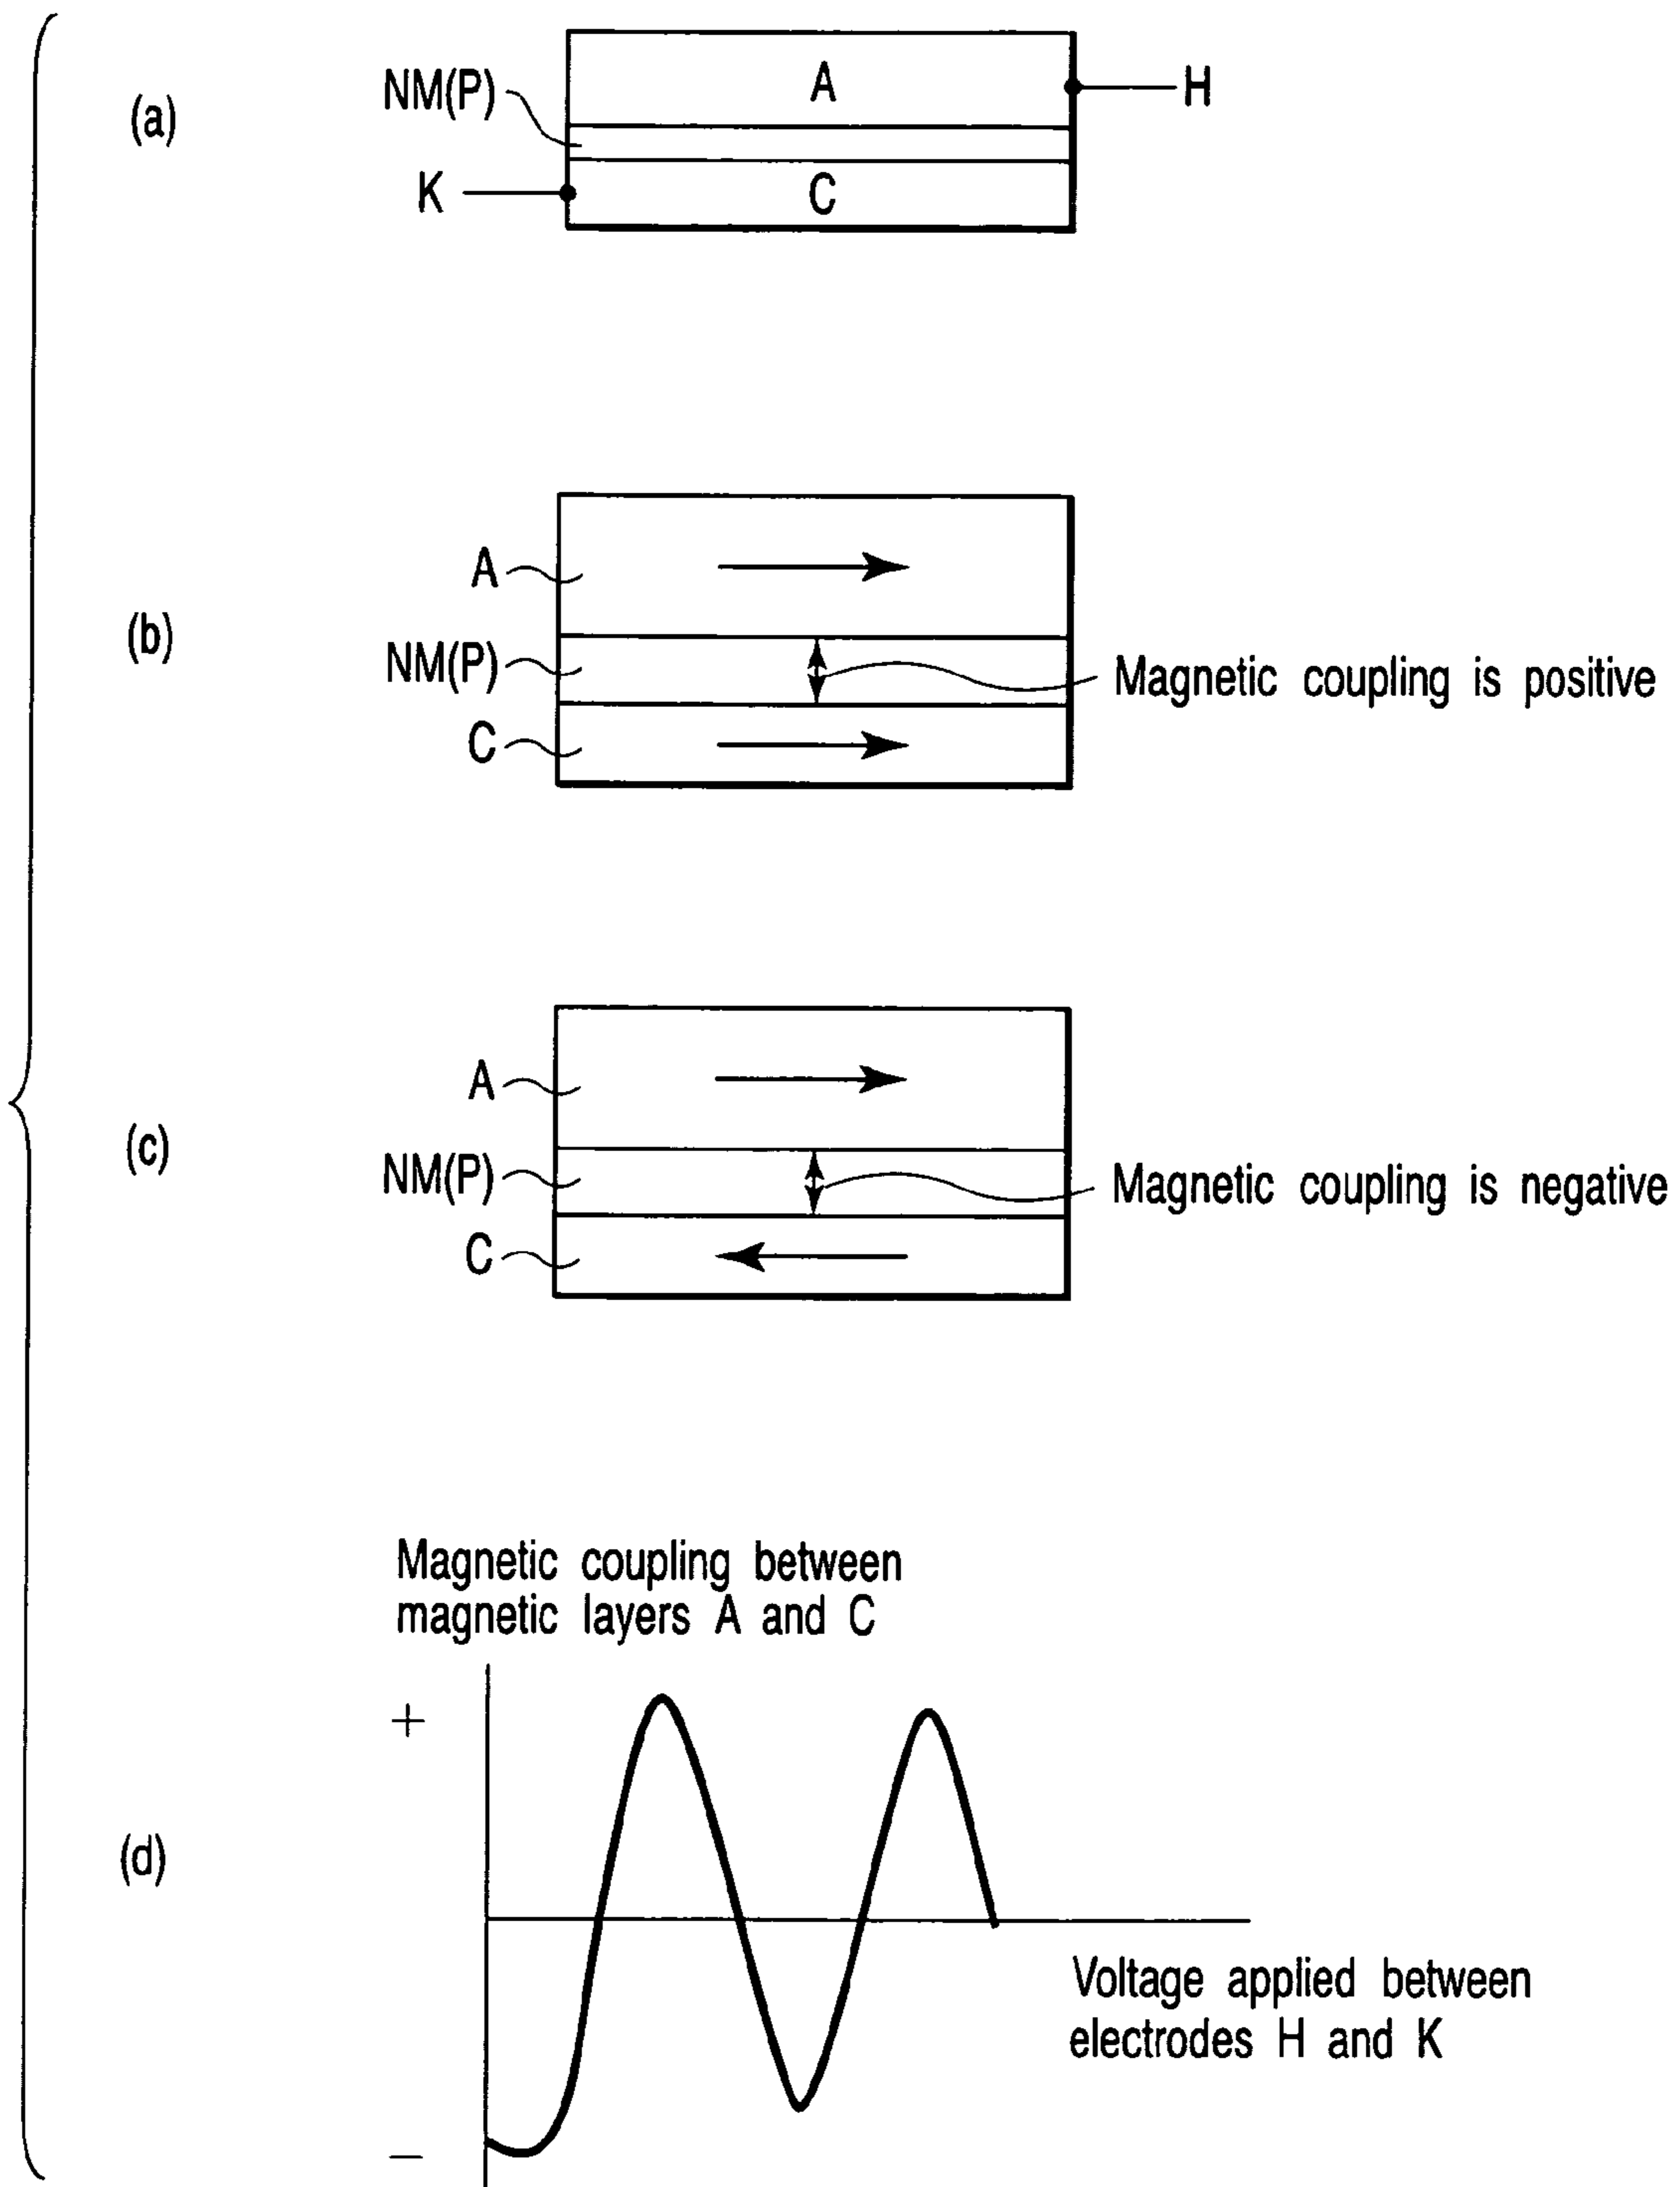 (a)
NM(P)
A
H
K
C
(b)
A
NM(P)
Magnetic coupling is positive
C
(c)
A
NM(P)
Magnetic coupling is negative
C
(d)
Magnetic coupling between
magnetic layers A and C
+
−
Voltage applied between
electrodes H and K